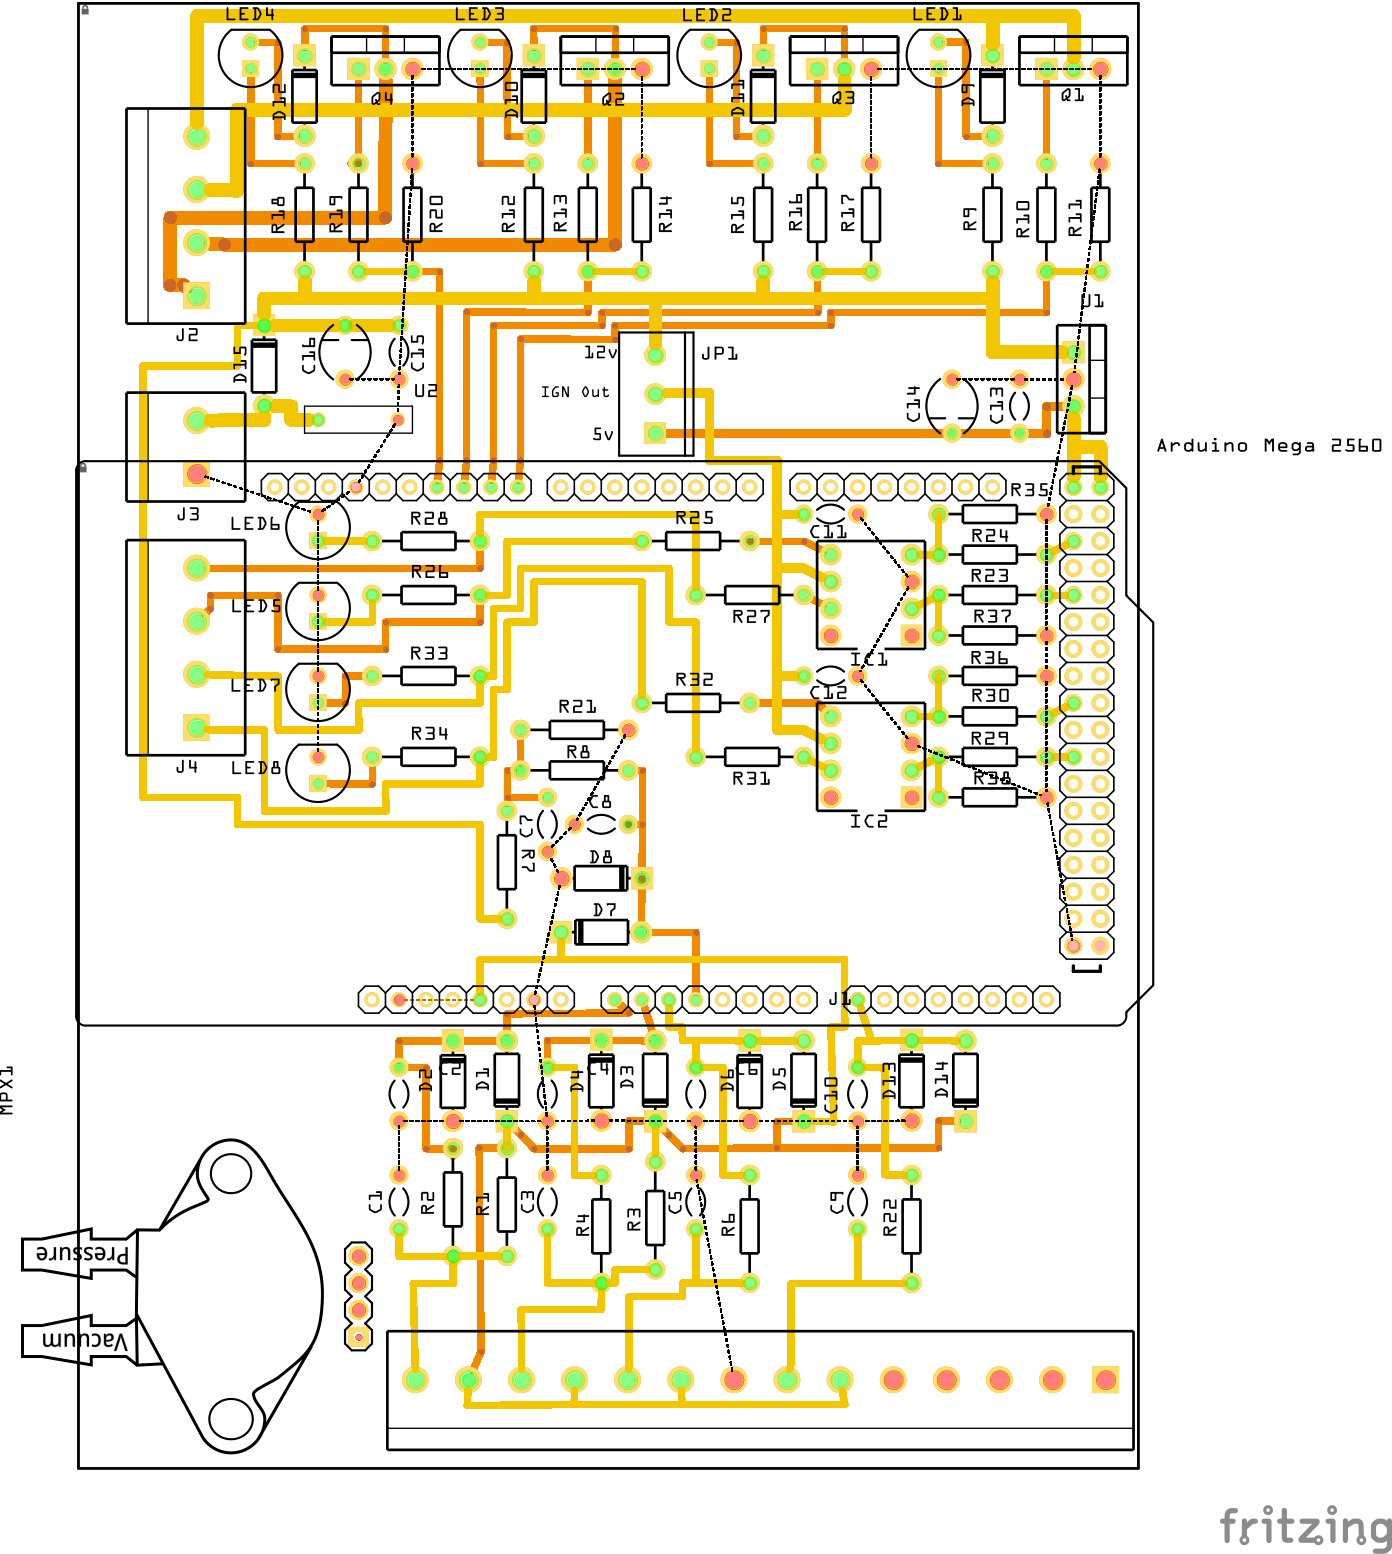 LED4
LED3
LED2
LED1
D12
Q4
D10
Q2
D11
Q3
D9
Q1
R18
R19
R20
R12
R13
R14
R15
R16
R17
R9
R10
R11
J2
U1
D15
C16
C15
U2
12v
JP1
IGN Out
5v
C14
C13
Arduino Mega 2560
J3
LED6
R28
R25
C11
R35
R24
R26
LED5
R27
R23
R37
IC1
R33
LED7
R32
C12
R36
R30
R21
R34
R8
R31
R29
R38
J4
LED8
C8
C7
IC2
R7
D8
D7
J1
MPX1
D2
C2
D1
D4
C4
D3
D6
C6
D5
C10
D13
D14
C1
R2
R1
C3
R4
R3
C5
R6
C9
R22
Pressure
Vacuum
fritzing